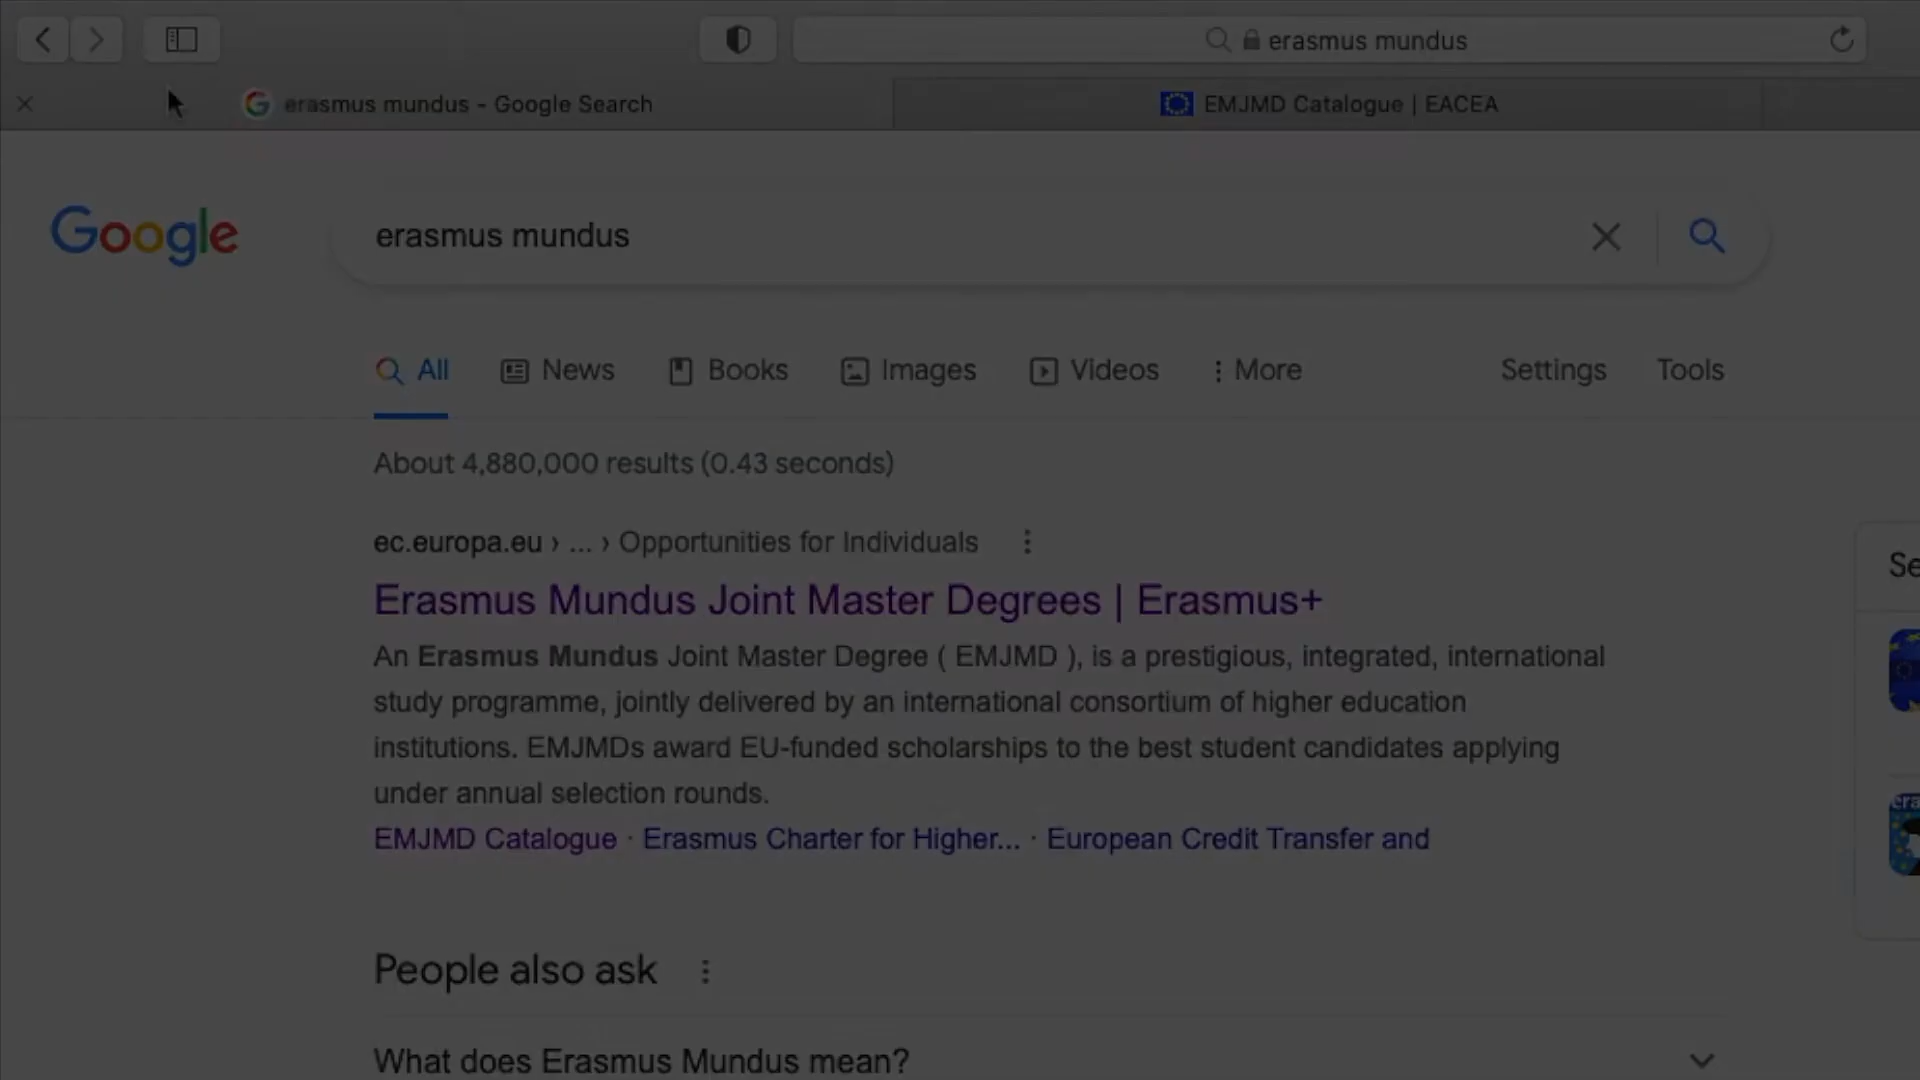 erasmus mundus
erasmus mundus - Google Search
EMJMD Catalogue | EACEA
Google
erasmus mundus
All
News
Books
Images
Videos
More
Settings
Tools
About 4,880,000 results (0.43 seconds)
ec.europa.eu › ... › Opportunities for Individuals
Erasmus Mundus Joint Master Degrees | Erasmus+
An Erasmus Mundus Joint Master Degree ( EMJMD ), is a prestigious, integrated, international
study programme, jointly delivered by an international consortium of higher education
institutions. EMJMDs award EU-funded scholarships to the best student candidates applying
under annual selection rounds.
EMJMD Catalogue · Erasmus Charter for Higher... · European Credit Transfer and
Se
era
People also ask
What does Erasmus Mundus mean?